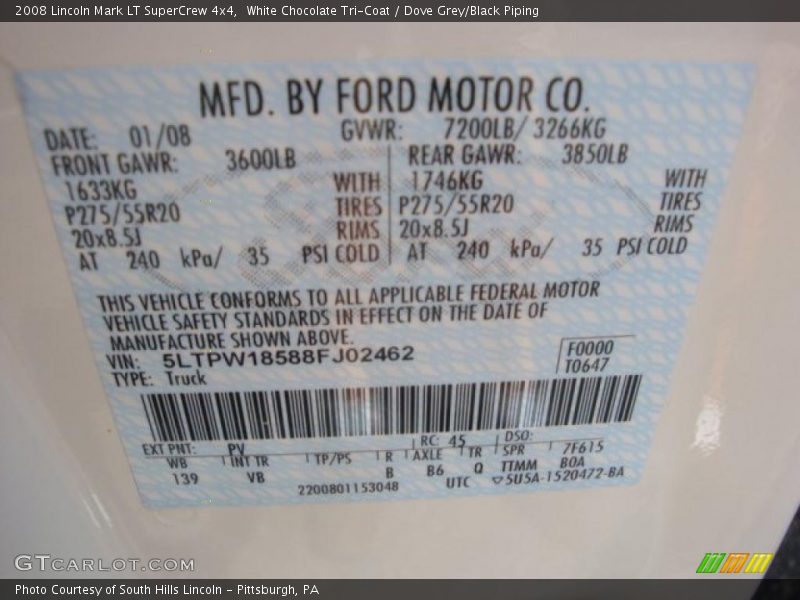 2008 Lincoln Mark LT SuperCrew 4x4, White Chocolate Tri-Coat / Dove Grey/Black Piping
MFD. BY FORD MOTOR CO.
DATE: 01/08 GVWR: 7200LB/ 3266KG
FRONT GAWR: 3600LB REAR GAWR: 3850LB
1633KG WITH 1746KG WITH
P275/55R20 TIRES P275/55R20 TIRES
20x8.5J RIMS 20x8.5J RIMS
AT 240 kPa/ 35 PSI COLD AT 240 kPa/ 35 PSI COLD
THIS VEHICLE CONFORMS TO ALL APPLICABLE FEDERAL MOTOR
VEHICLE SAFETY STANDARDS IN EFFECT ON THE DATE OF
MANUFACTURE SHOWN ABOVE.
VIN: 5LTPW18588FJ02462 F0000
TYPE: Truck T0647
EXT PNT: PV RC: 45 DSO:
WB INT TR TP/PS R AXLE TR SPR 7F615
139 VB B B6 Q TTMM BOA
2200801153048 UTC ▽5U5A-1520472-BA
GTCARLOT.COM
Photo Courtesy of South Hills Lincoln - Pittsburgh, PA